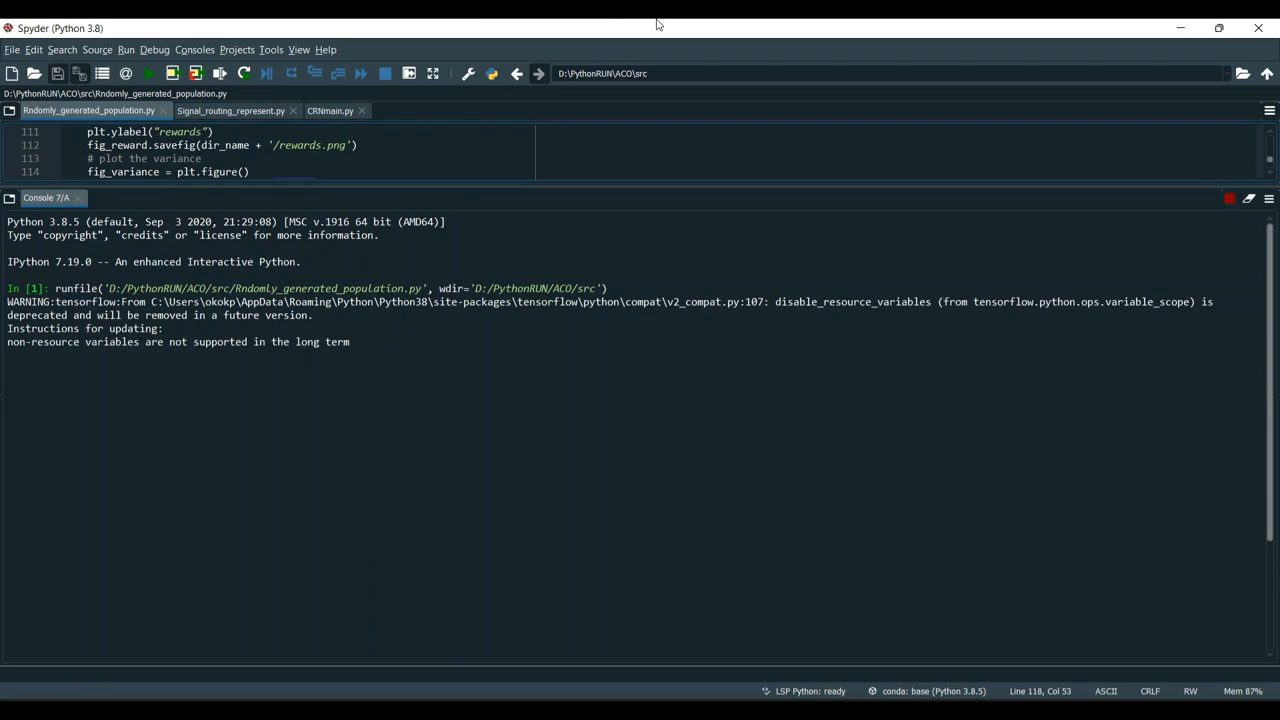 Spyder (Python 3.8)
File Edit Search Source Run Debug Consoles Projects Tools View Help
D:\PythonRUN\ACO\src
D:\PythonRUN\ACO\src\Rndomly_generated_population.py
Rndomly_generated_population.py Signal_routing_represent.py CRNmain.py
111 plt.ylabel("rewards")
112 fig_reward.savefig(dir_name + '/rewards.png')
113 # plot the variance
114 fig_variance = plt.figure()
Console 7/A
Python 3.8.5 (default, Sep 3 2020, 21:29:08) [MSC v.1916 64 bit (AMD64)]
Type "copyright", "credits" or "license" for more information.
IPython 7.19.0 -- An enhanced Interactive Python.
In [1]: runfile('D:/PythonRUN/ACO/src/Rndomly_generated_population.py', wdir='D:/PythonRUN/ACO/src')
WARNING:tensorflow:From C:\Users\okokp\AppData\Roaming\Python\Python38\site-packages\tensorflow\python\compat\v2_compat.py:107: disable_resource_variables (from tensorflow.python.ops.variable_scope) is
deprecated and will be removed in a future version.
Instructions for updating:
non-resource variables are not supported in the long term
LSP Python: ready conda: base (Python 3.8.5) Line 118, Col 53 ASCII CRLF RW Mem 87%